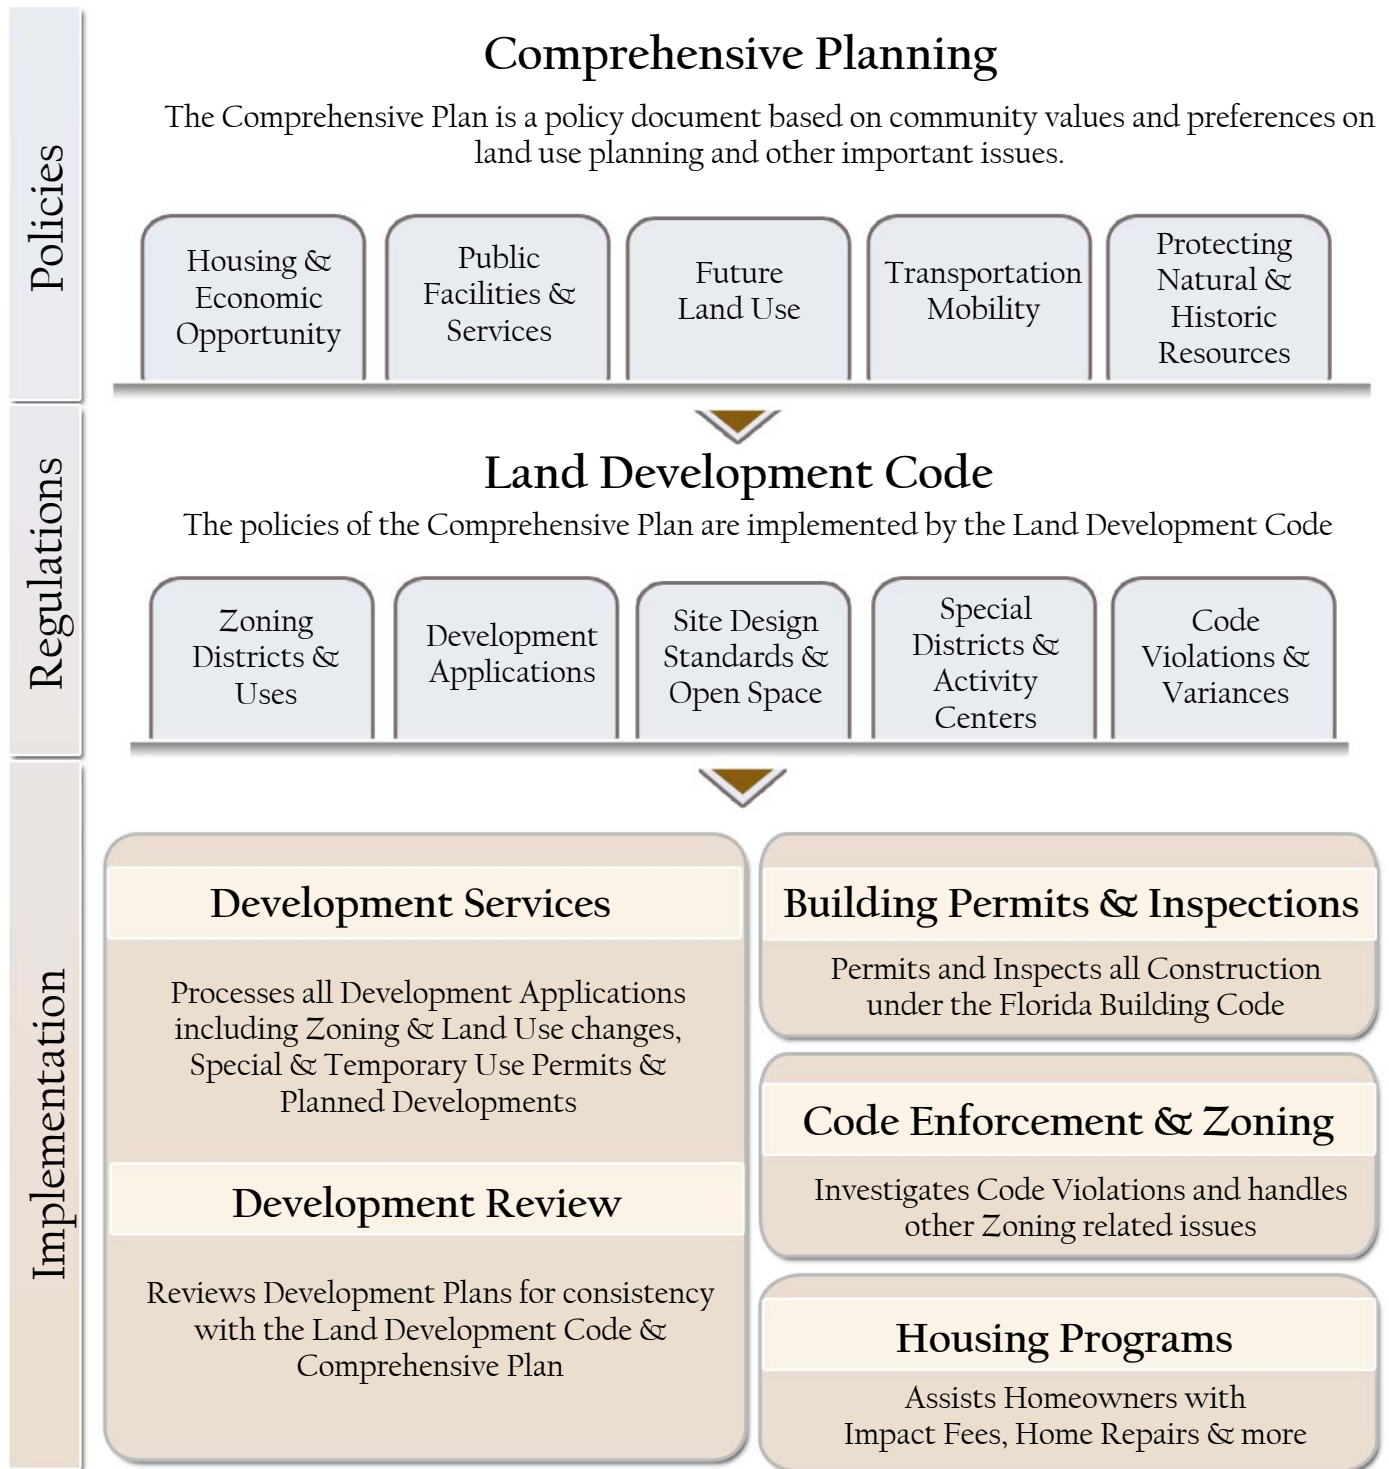 Policies
Comprehensive Planning
The Comprehensive Plan is a policy document based on community values and preferences on
land use planning and other important issues.
Housing &
Economic
Opportunity
Public
Facilities &
Services
Future
Land Use
Transportation
Mobility
Protecting
Natural &
Historic
Resources
Regulations
Land Development Code
The policies of the Comprehensive Plan are implemented by the Land Development Code
Zoning
Districts &
Uses
Development
Applications
Site Design
Standards &
Open Space
Special
Districts &
Activity
Centers
Code
Violations &
Variances
Implementation
Development Services
Processes all Development Applications
including Zoning & Land Use changes,
Special & Temporary Use Permits &
Planned Developments
Development Review
Reviews Development Plans for consistency
with the Land Development Code &
Comprehensive Plan
Building Permits & Inspections
Permits and Inspects all Construction
under the Florida Building Code
Code Enforcement & Zoning
Investigates Code Violations and handles
other Zoning related issues
Housing Programs
Assists Homeowners with
Impact Fees, Home Repairs & more